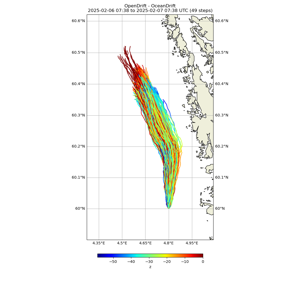 OpenDrift - OceanDrift
2025-02-06 07:38 to 2025-02-07 07:38 UTC (49 steps)
60.6°N 60.6°N
60.5°N 60.5°N
60.4°N 60.4°N
60.3°N 60.3°N
60.2°N 60.2°N
60.1°N 60.1°N
60°N 60°N
4.35°E 4.5°E 4.65°E 4.8°E 4.95°E
−50 −40 −30 −20 −10 0
z